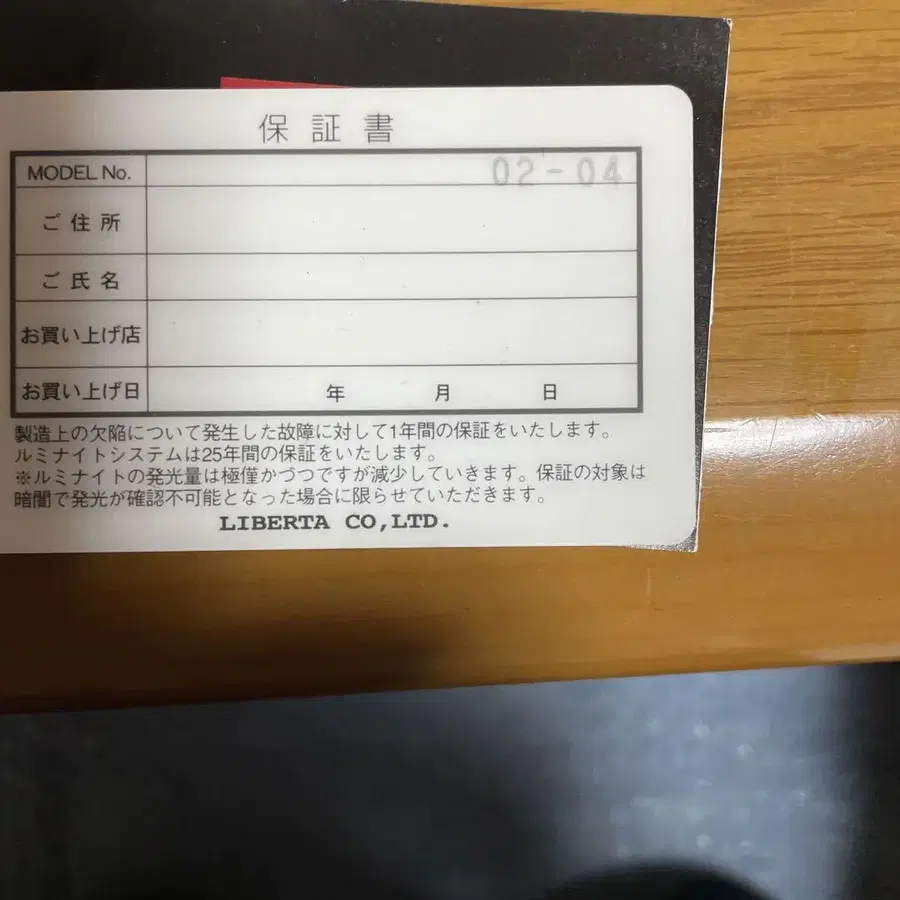 保証書
MODEL No. 02-04
ご住所
ご氏名
お買い上げ店
お買い上げ日 年 月 日
製造上の欠陥について発生した故障に対して1年間の保証をいたします。
ルミナイトシステムは25年間の保証をいたします。
※ルミナイトの発光量は極僅かづつですが減少していきます。保証の対象は
暗闇で発光が確認不可能となった場合に限らせていただきます。
LIBERTA CO,LTD.